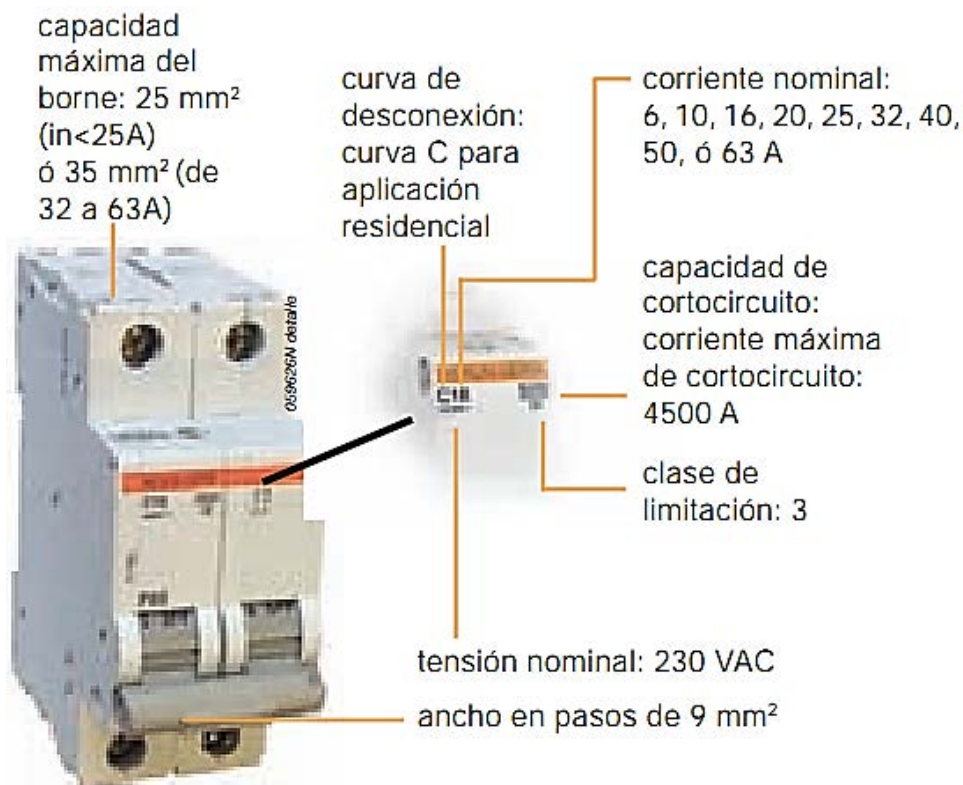 capacidad
máxima del
borne: 25 mm²
(in<25A)
ó 35 mm² (de
32 a 63A)
curva de
desconexión:
curva C para
aplicación
residencial
corriente nominal:
6, 10, 16, 20, 25, 32, 40,
50, ó 63 A
capacidad de
cortocircuito:
corriente máxima
de cortocircuito:
4500 A
clase de
limitación: 3
tensión nominal: 230 VAC
ancho en pasos de 9 mm²
059626N detalle